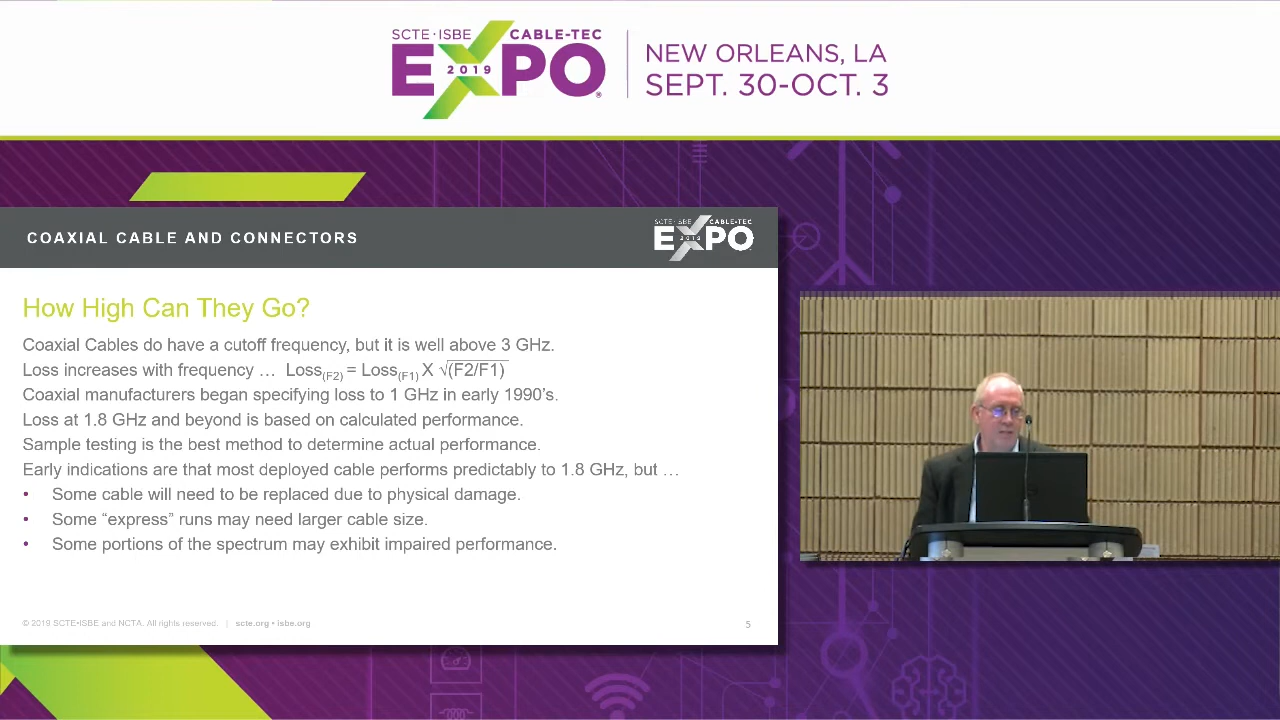 SCTE·ISBE CABLE-TEC
EXPO®
2019
NEW ORLEANS, LA
SEPT. 30-OCT. 3
COAXIAL CABLE AND CONNECTORS
SCTE·ISBE CABLE-TEC
EXPO
2019
How High Can They Go?
Coaxial Cables do have a cutoff frequency, but it is well above 3 GHz.
Loss increases with frequency … Loss(F2) = Loss(F1) X √(F2/F1)
Coaxial manufacturers began specifying loss to 1 GHz in early 1990’s.
Loss at 1.8 GHz and beyond is based on calculated performance.
Sample testing is the best method to determine actual performance.
Early indications are that most deployed cable performs predictably to 1.8 GHz, but …
• Some cable will need to be replaced due to physical damage.
• Some “express” runs may need larger cable size.
• Some portions of the spectrum may exhibit impaired performance.
© 2019 SCTE•ISBE and NCTA. All rights reserved. | scte.org • isbe.org
5